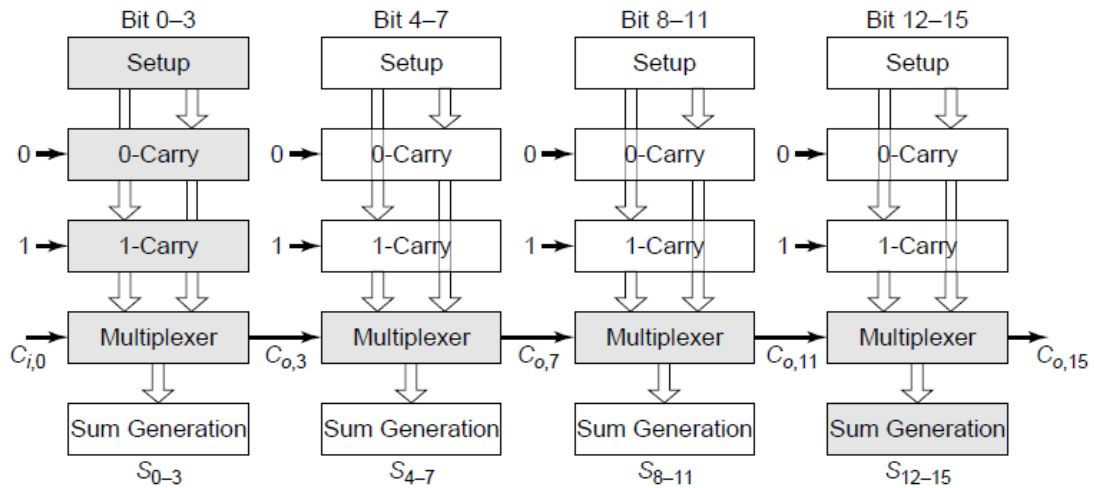 Bit 0–3 Bit 4–7 Bit 8–11 Bit 12–15
Setup Setup Setup Setup
0 0-Carry 0 0-Carry 0 0-Carry 0 0-Carry
1 1-Carry 1 1-Carry 1 1-Carry 1 1-Carry
Multiplexer Multiplexer Multiplexer Multiplexer
Ci,0 Co,3 Co,7 Co,11 Co,15
Sum Generation Sum Generation Sum Generation Sum Generation
S0–3 S4–7 S8–11 S12–15